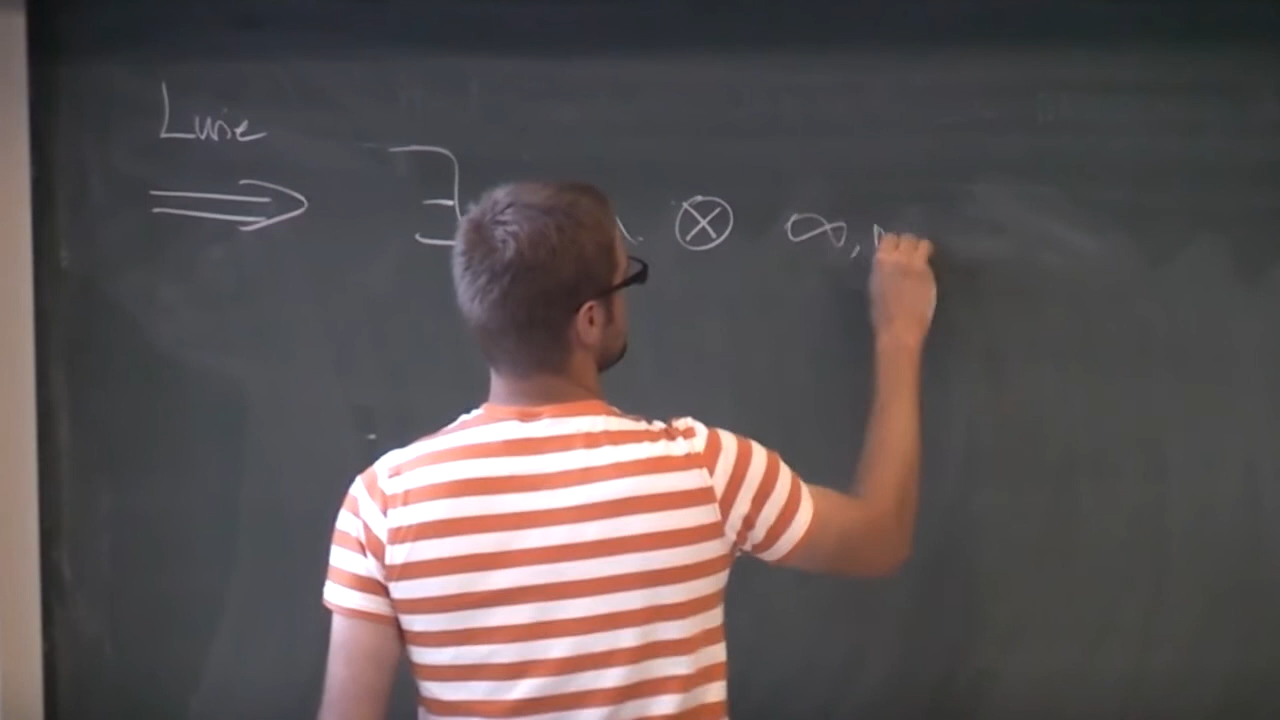 Lurie
⇒ ∃ ⊗ ∞,